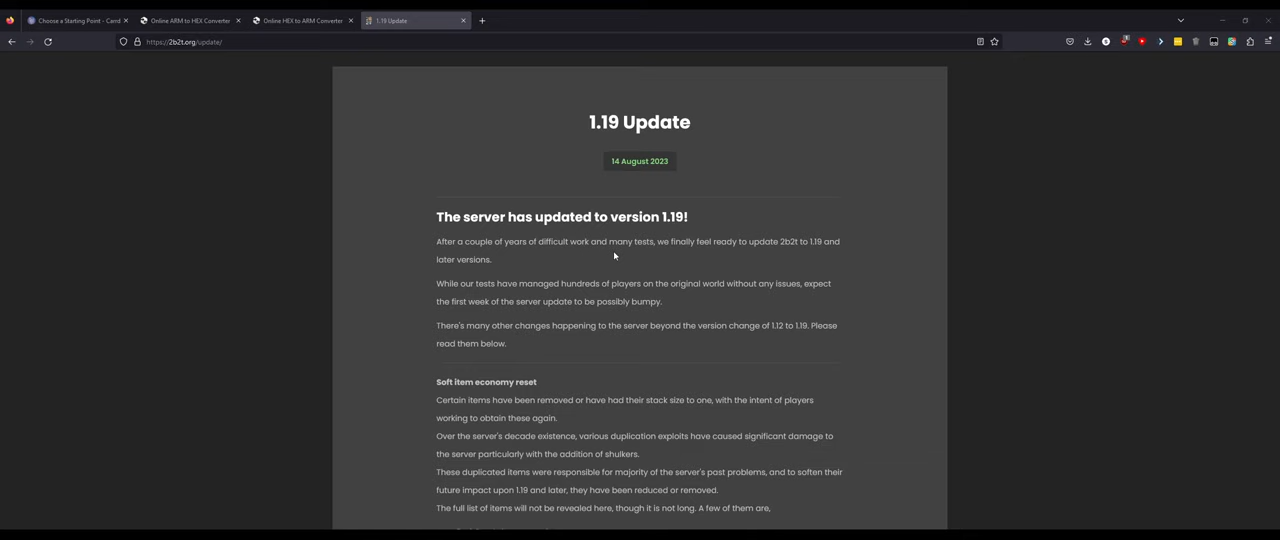 Choose a Starting Point - Carrd
Online ARM to HEX Converter
Online HEX to ARM Converter
1.19 Update
https://2b2t.org/update/
1.19 Update
14 August 2023
The server has updated to version 1.19!
After a couple of years of difficult work and many tests, we finally feel ready to update 2b2t to 1.19 and
later versions.
While our tests have managed hundreds of players on the original world without any issues, expect
the first week of the server update to be possibly bumpy.
There's many other changes happening to the server beyond the version change of 1.12 to 1.19. Please
read them below.
Soft item economy reset
Certain items have been removed or have had their stack size to one, with the intent of players
working to obtain these again.
Over the server's decade existence, various duplication exploits have caused significant damage to
the server particularly with the addition of shulkers.
These duplicated items were responsible for majority of the server's past problems, and to soften their
future impact upon 1.19 and later, they have been reduced or removed.
The full list of items will not be revealed here, though it is not long. A few of them are,